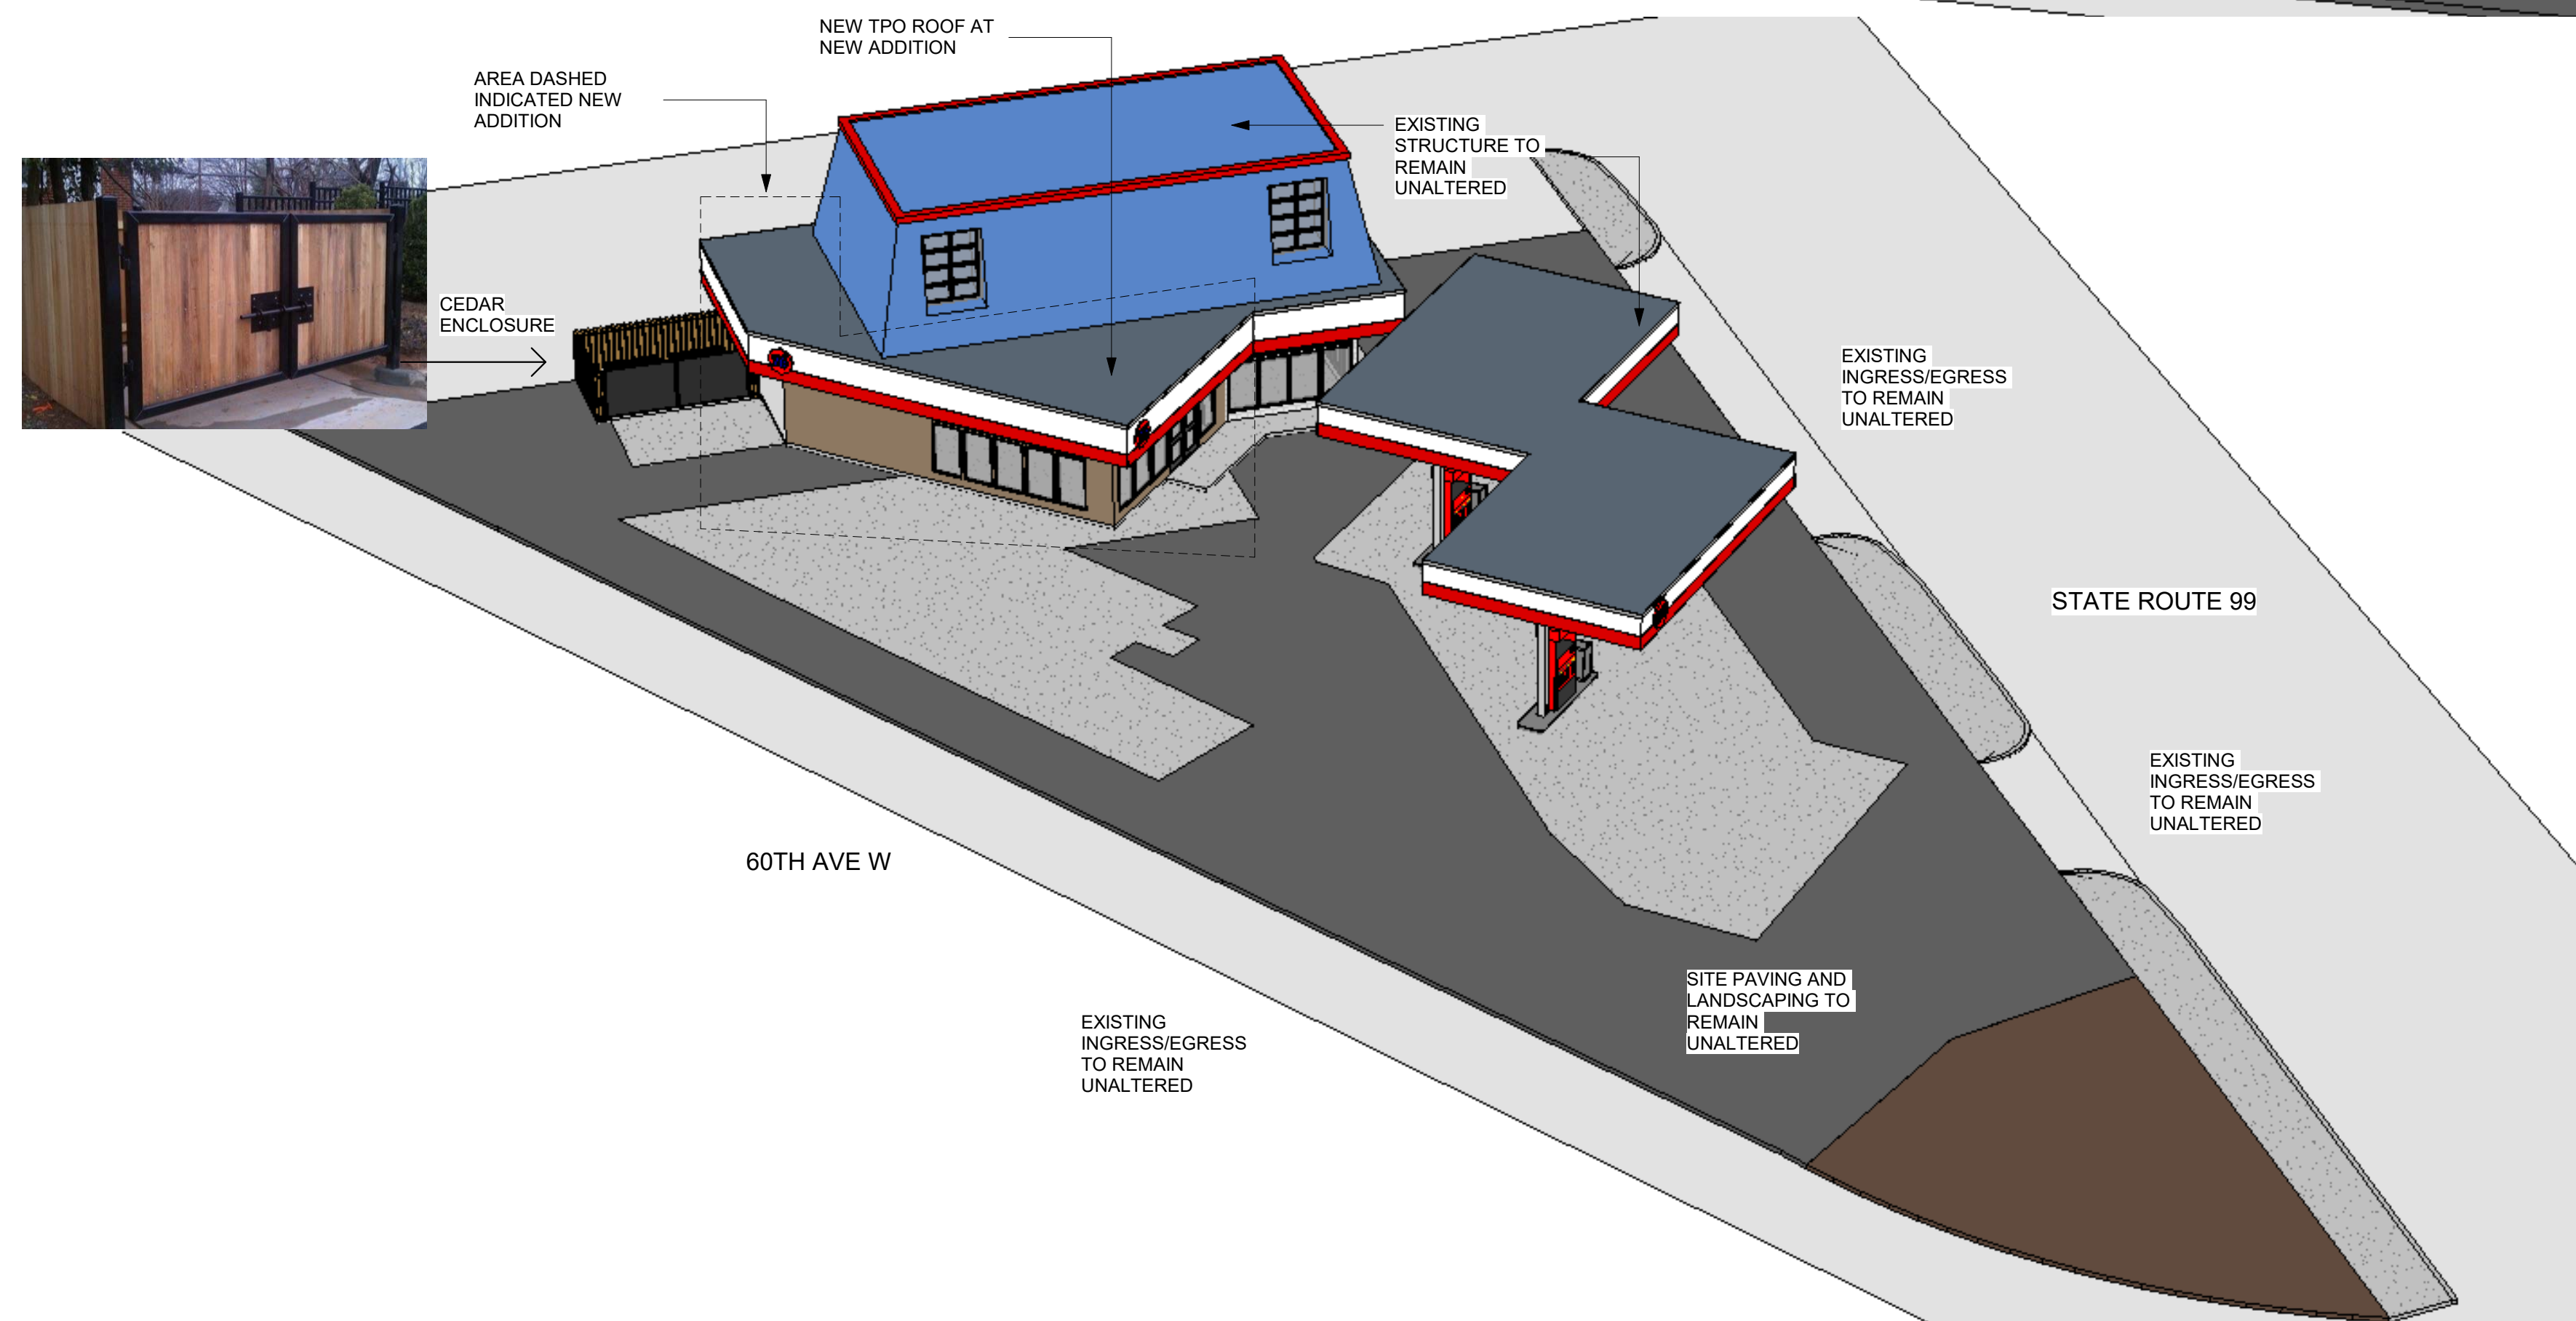 NEW TPO ROOF AT
NEW ADDITION
AREA DASHED
INDICATED NEW
ADDITION
EXISTING
STRUCTURE TO
REMAIN
UNALTERED
CEDAR
ENCLOSURE
EXISTING
INGRESS/EGRESS
TO REMAIN
UNALTERED
STATE ROUTE 99
EXISTING
INGRESS/EGRESS
TO REMAIN
UNALTERED
60TH AVE W
SITE PAVING AND
LANDSCAPING TO
REMAIN
UNALTERED
EXISTING
INGRESS/EGRESS
TO REMAIN
UNALTERED